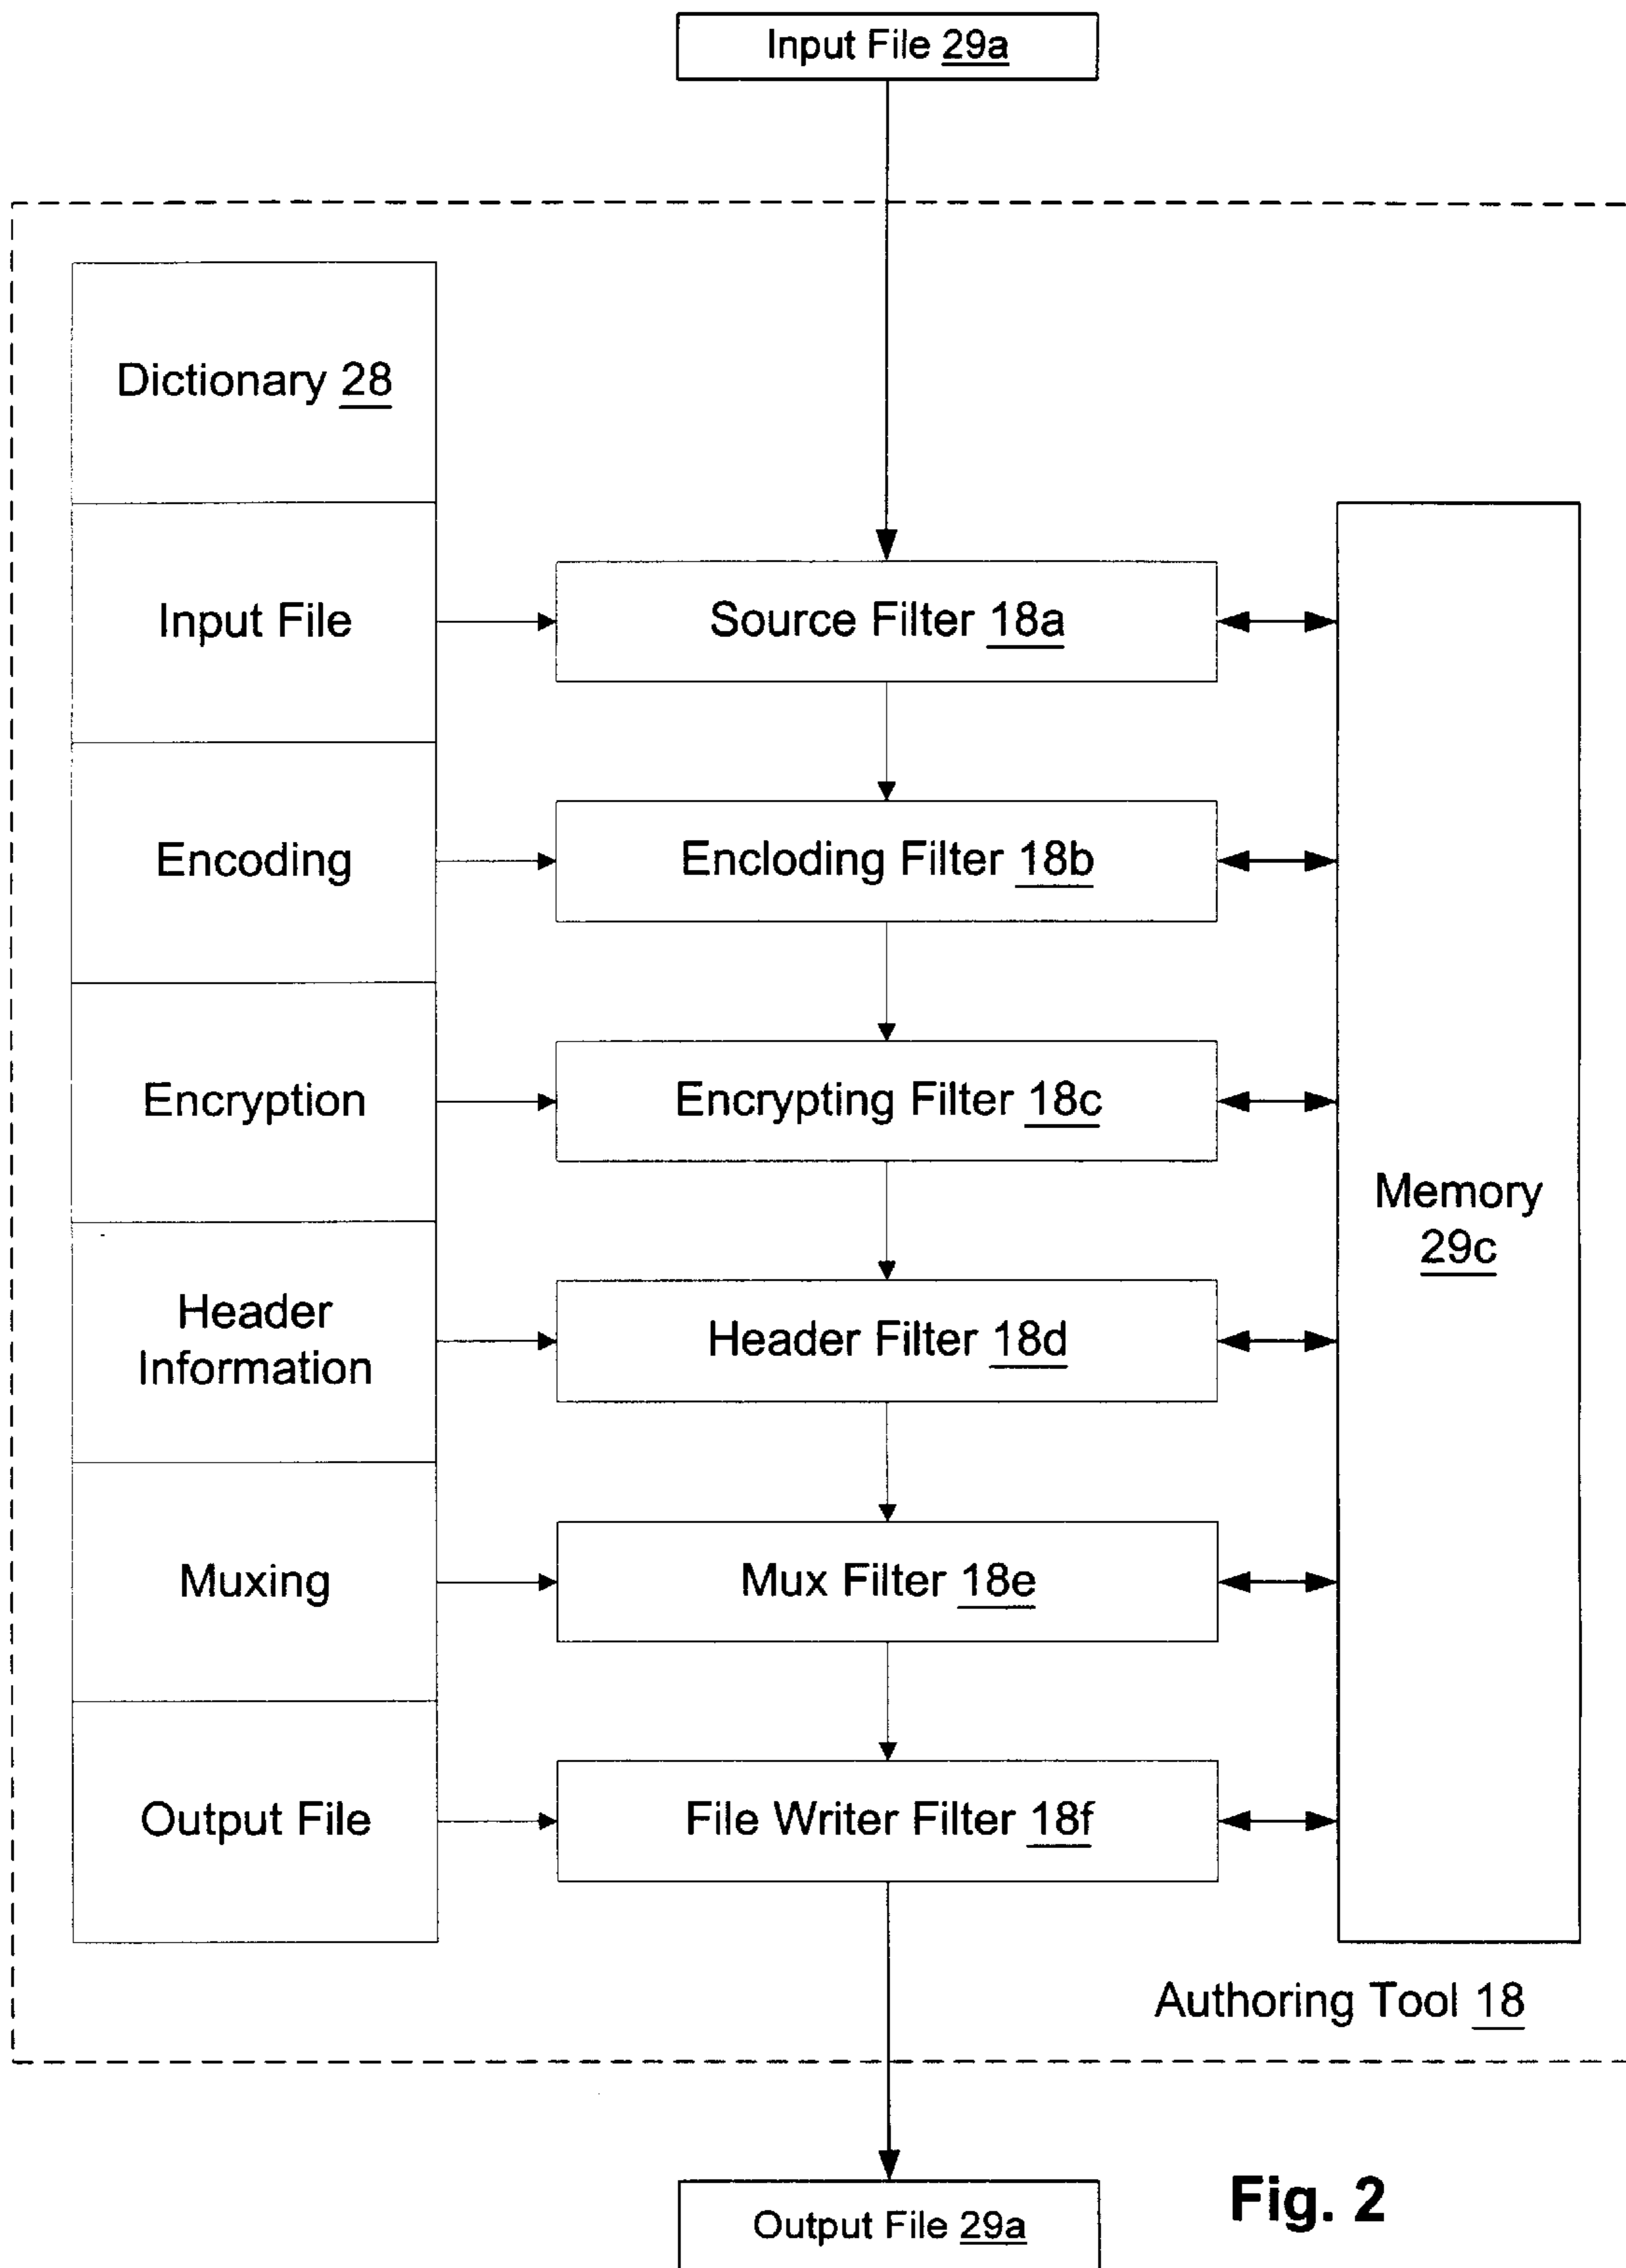 Input File 29a
Dictionary 28
Input File
Source Filter 18a
Encoding
Encloding Filter 18b
Encryption
Encrypting Filter 18c
Memory
29c
Header
Information
Header Filter 18d
Muxing
Mux Filter 18e
Output File
File Writer Filter 18f
Authoring Tool 18
Output File 29a
Fig. 2